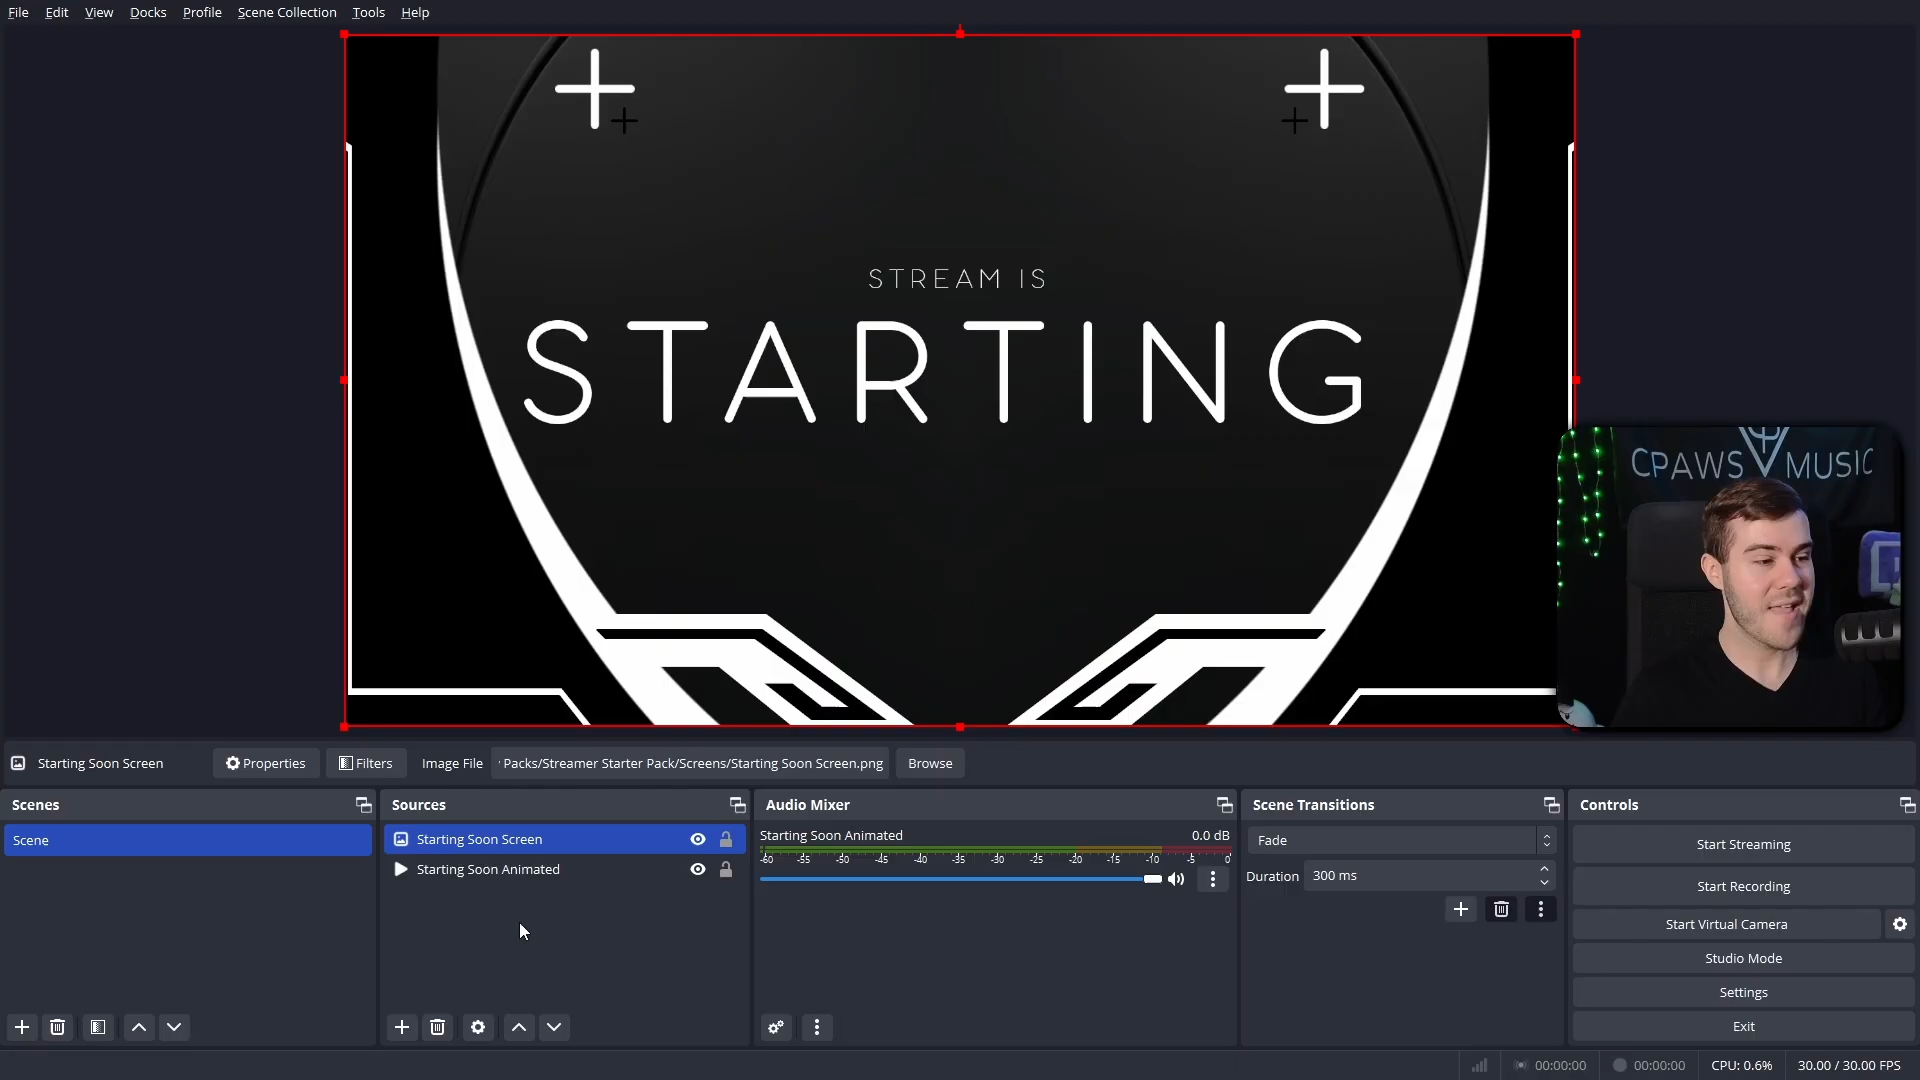 File Edit View Docks Profile Scene Collection Tools Help
STREAM IS
STARTING
CPAWS MUSIC
Starting Soon Screen Properties Filters Image File Packs/Streamer Starter Pack/Screens/Starting Soon Screen.png Browse
Scenes
Scene
Sources
Starting Soon Screen
Starting Soon Animated
Audio Mixer
Starting Soon Animated 0.0 dB
-60 -55 -50 -45 -40 -35 -30 -25 -20 -15 -10 -5 0
Scene Transitions
Fade
Duration 300 ms
Controls
Start Streaming
Start Recording
Start Virtual Camera
Studio Mode
Settings
Exit
00:00:00 00:00:00 CPU: 0.6% 30.00 / 30.00 FPS